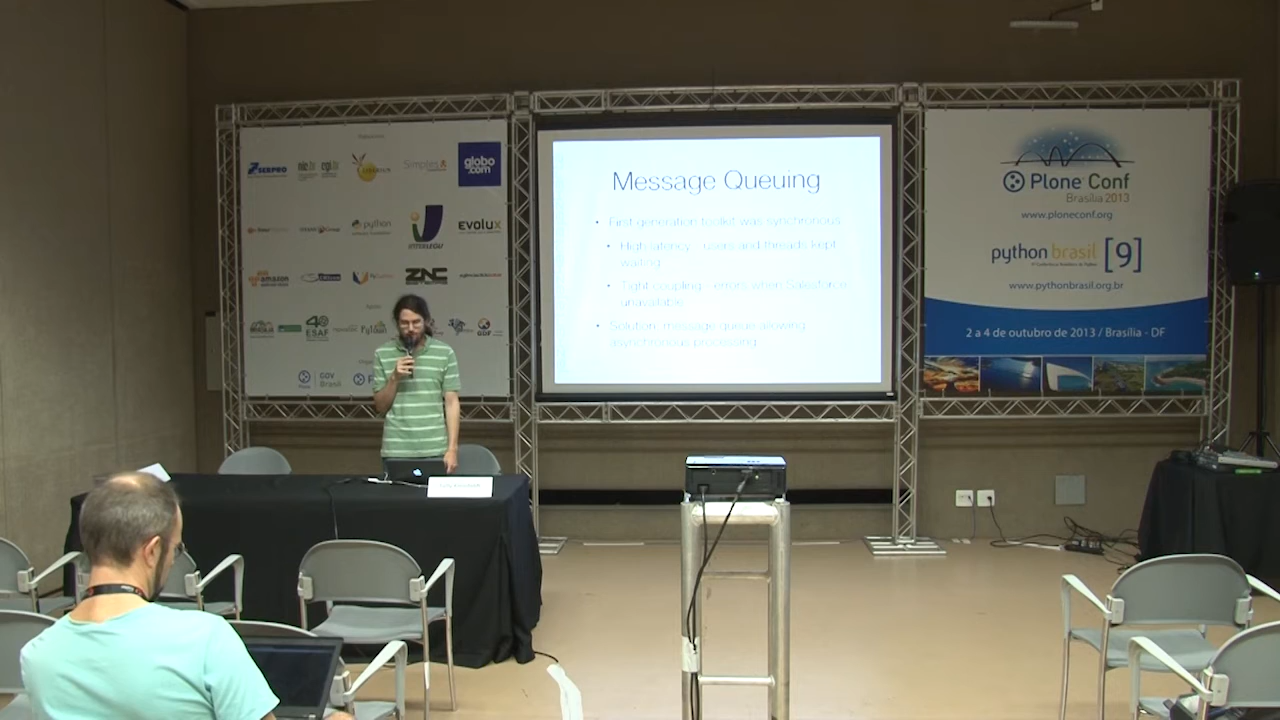 SERPRO
Simples
globo
.com
python
INTERLEGIS
evolux
amazon
ZNC
ESAF
GOV
Brasil
GDF
Message Queuing
• First-generation toolkit was synchronous
• High latency - users and threads kept
waiting
• Tight coupling - errors when Salesforce
unavailable
• Solution: message queue allowing
asynchronous processing
Plone Conf
Brasília 2013
www.ploneconf.org
python brasil [9]
www.pythonbrasil.org.br
2 a 4 de outubro de 2013 / Brasília - DF